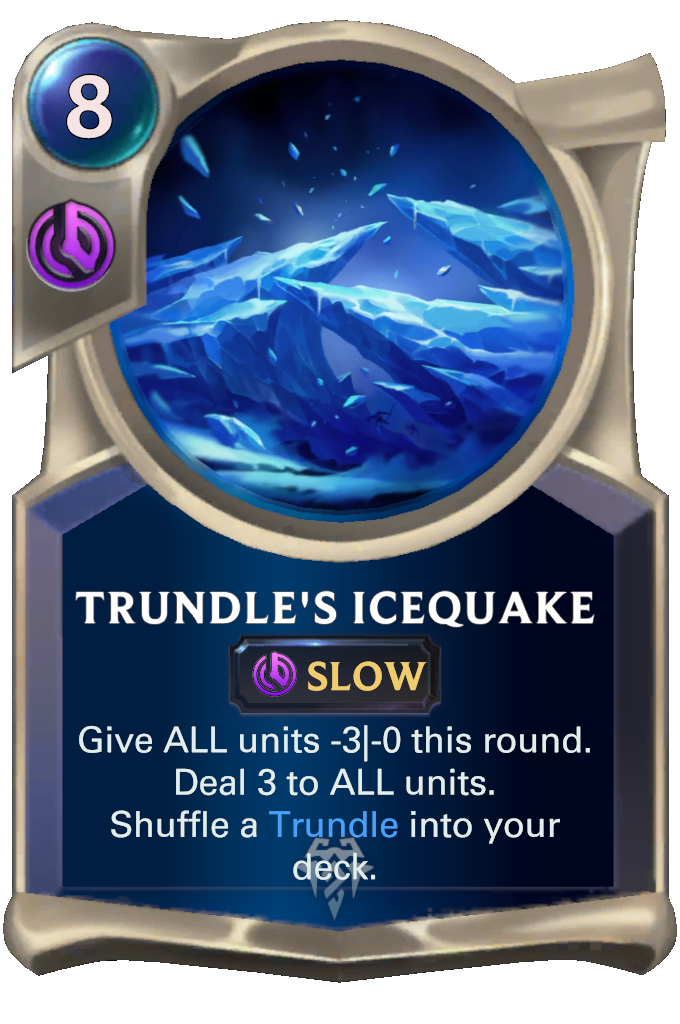 8
TRUNDLE'S ICEQUAKE
SLOW
Give ALL units -3|-0 this round.
Deal 3 to ALL units.
Shuffle a Trundle into your
deck.